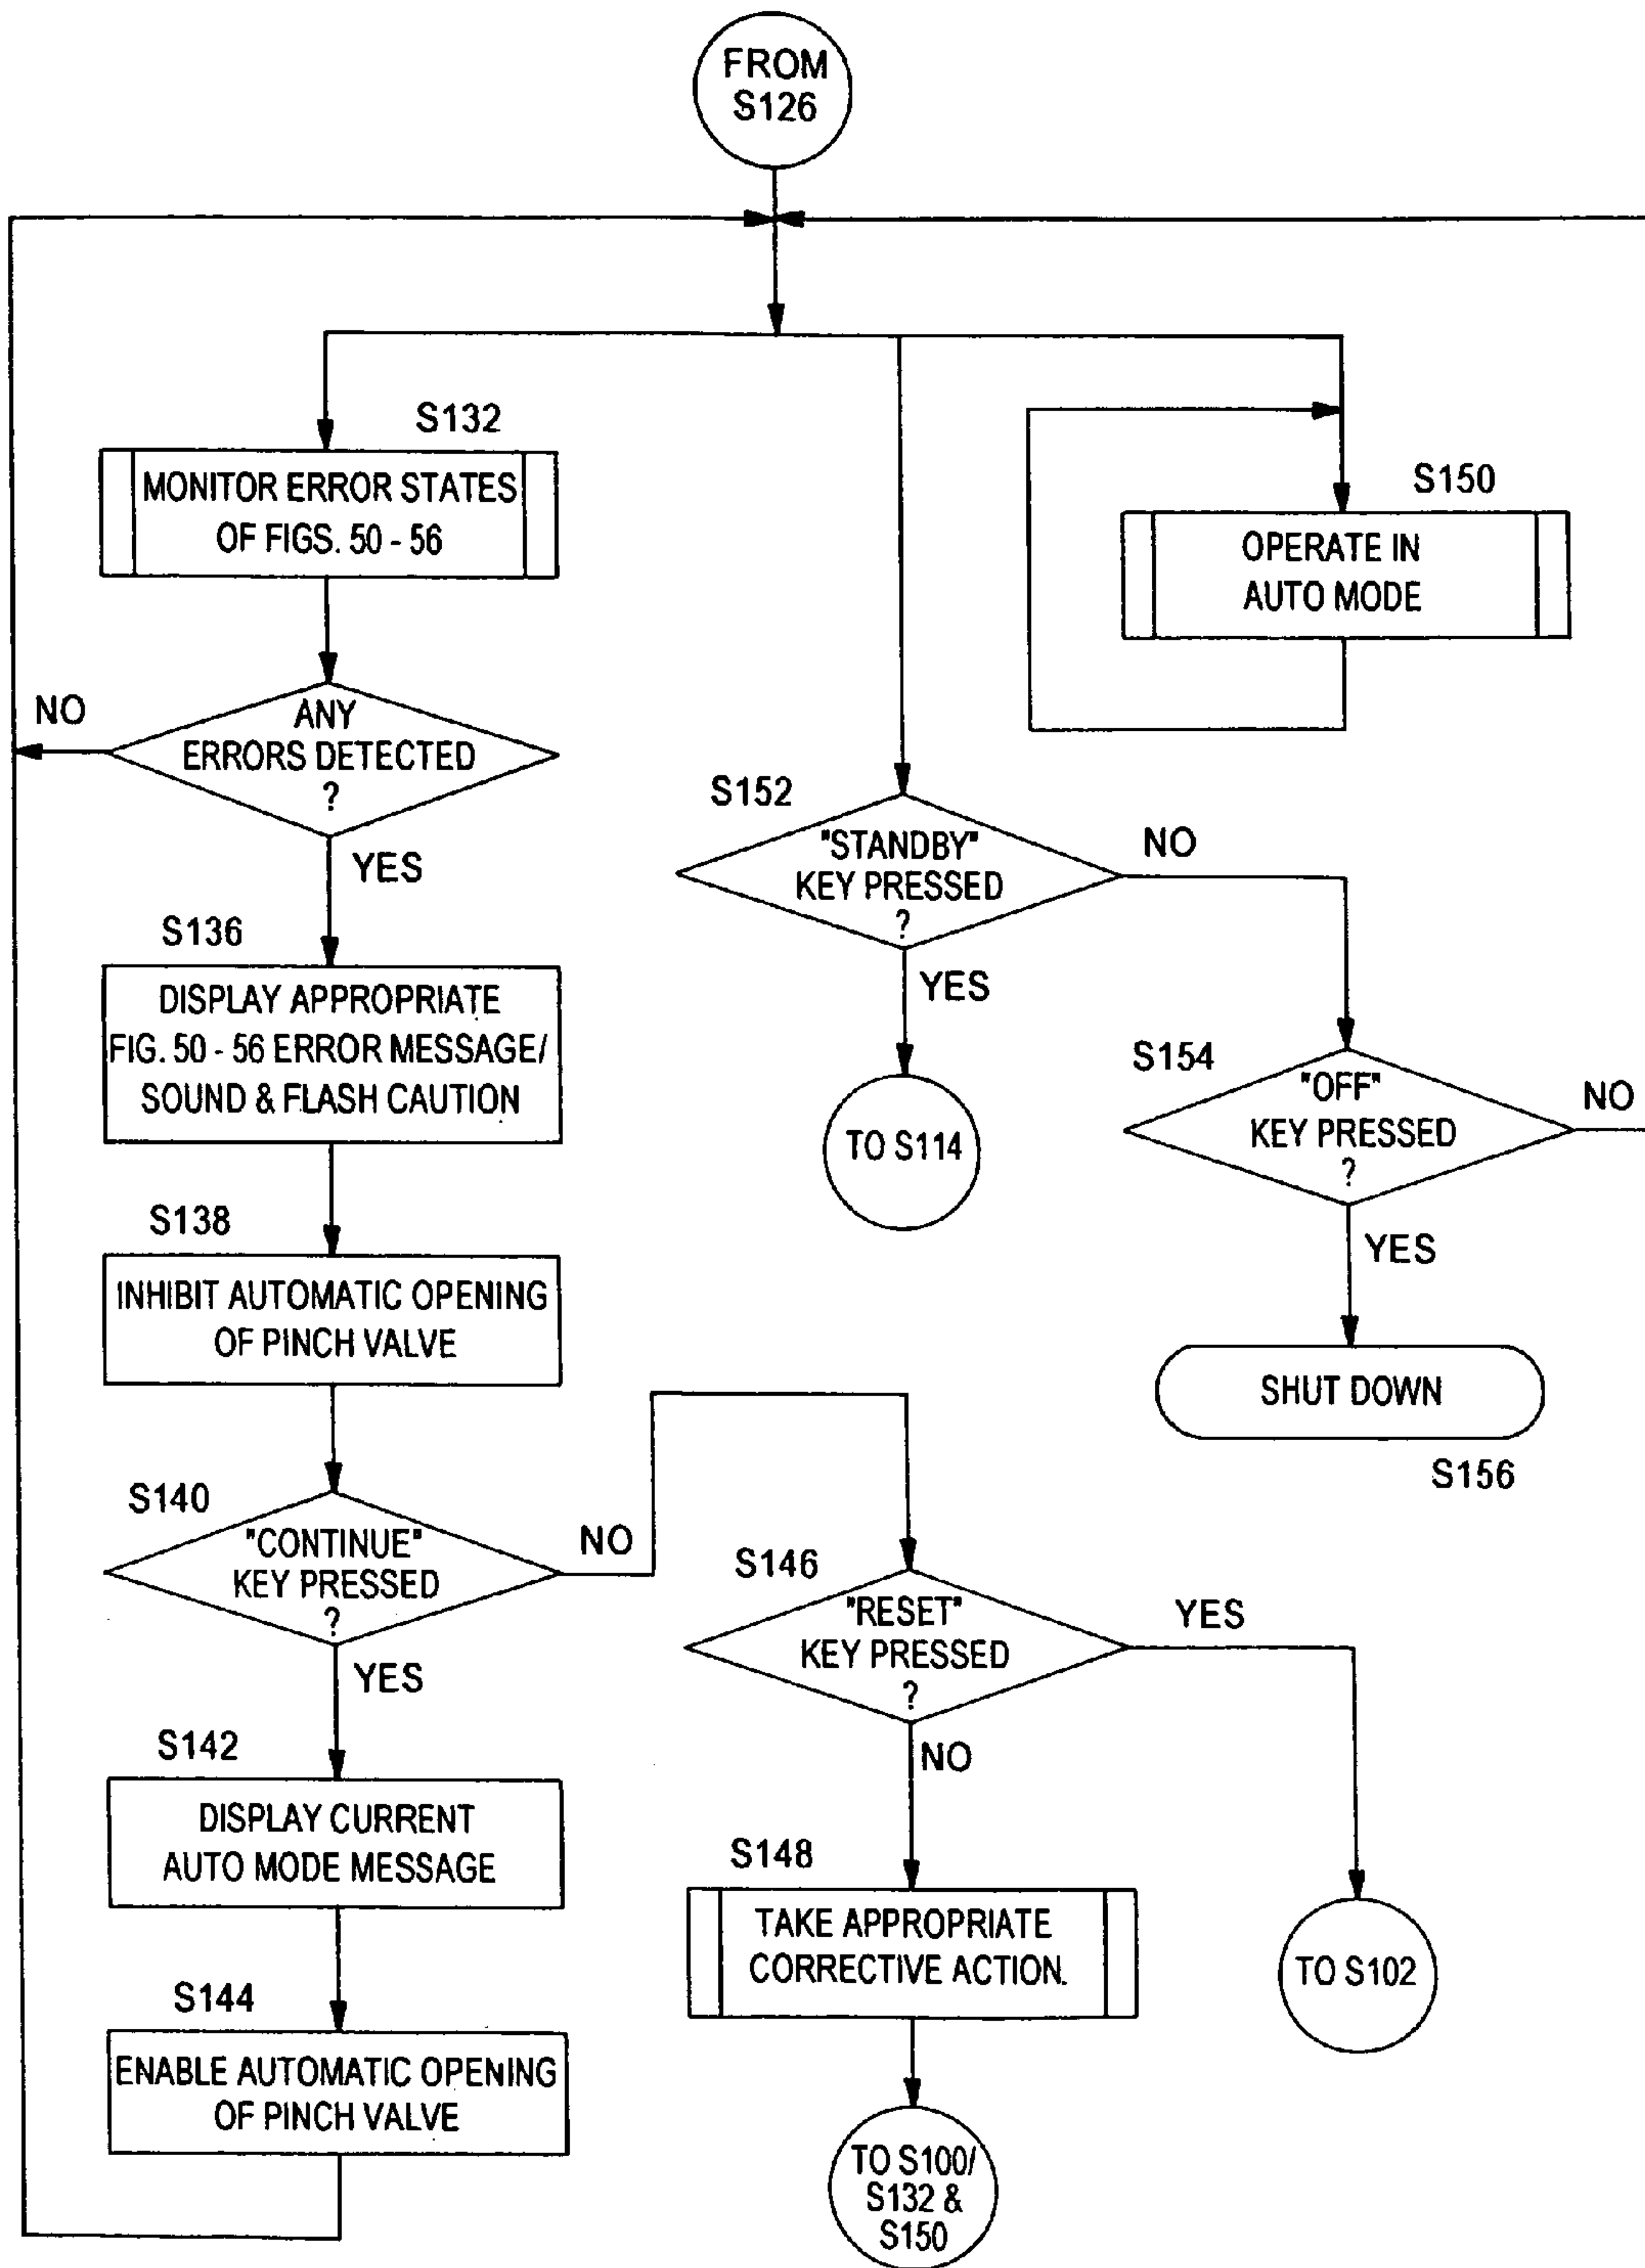 FROM
S126
S132
MONITOR ERROR STATES
OF FIGS. 50 - 56
S150
OPERATE IN
AUTO MODE
NO
ANY
ERRORS DETECTED
?
YES
S152
"STANDBY"
KEY PRESSED
?
NO
YES
TO S114
S136
DISPLAY APPROPRIATE
FIG. 50 - 56 ERROR MESSAGE/
SOUND & FLASH CAUTION
S154
"OFF"
KEY PRESSED
?
NO
YES
SHUT DOWN
S156
S138
INHIBIT AUTOMATIC OPENING
OF PINCH VALVE
S140
"CONTINUE"
KEY PRESSED
?
NO
YES
S146
"RESET"
KEY PRESSED
?
YES
NO
S142
DISPLAY CURRENT
AUTO MODE MESSAGE
S148
TAKE APPROPRIATE
CORRECTIVE ACTION.
TO S102
S144
ENABLE AUTOMATIC OPENING
OF PINCH VALVE
TO S100/
S132 &
S150